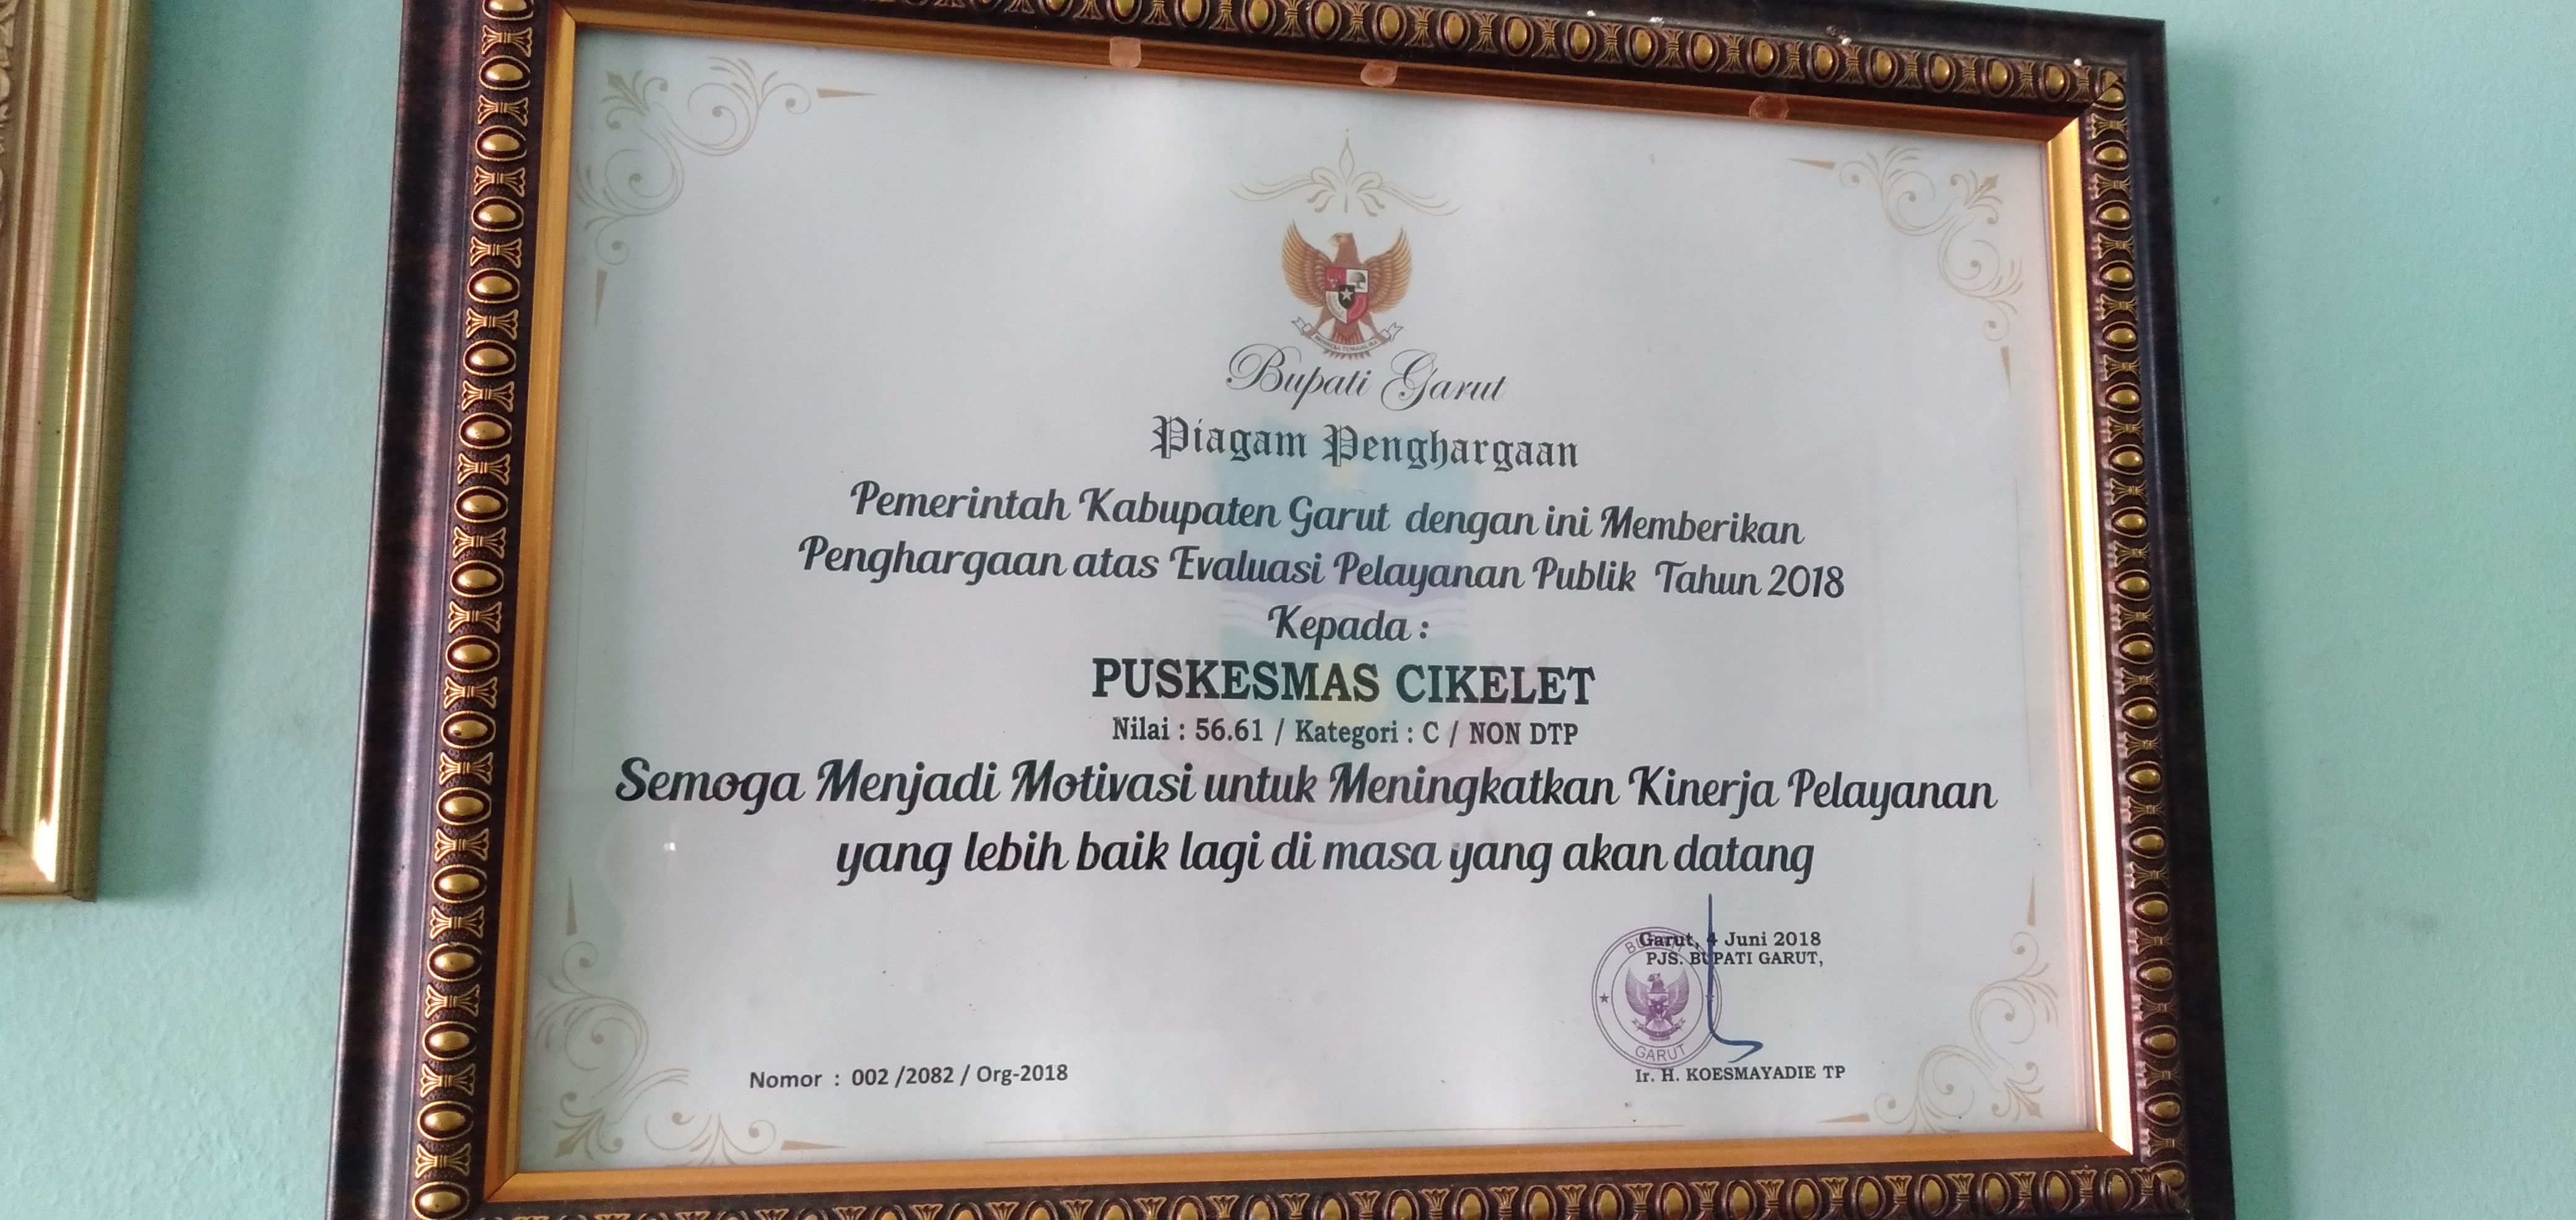 Bupati Garut
Piagam Penghargaan
Pemerintah Kabupaten Garut dengan ini Memberikan
Penghargaan atas Evaluasi Pelayanan Publik Tahun 2018
Kepada :
PUSKESMAS CIKELET
Nilai : 56.61 / Kategori : C / NON DTP
Semoga Menjadi Motivasi untuk Meningkatkan Kinerja Pelayanan
yang lebih baik lagi di masa yang akan datang
Garut, 4 Juni 2018
PJS. BUPATI GARUT,
GARUT
Ir. H. KOESMAYADIE TP
Nomor : 002 /2082 / Org-2018